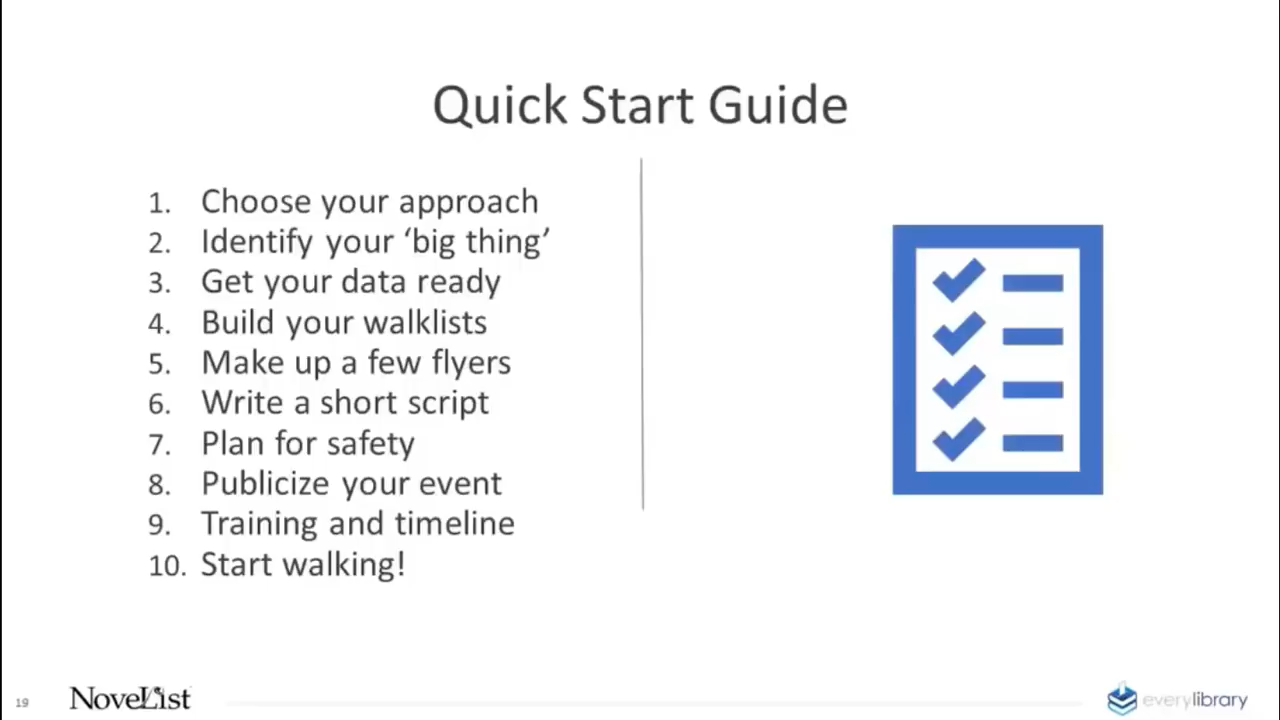 Quick Start Guide
1. Choose your approach
2. Identify your ‘big thing’
3. Get your data ready
4. Build your walklists
5. Make up a few flyers
6. Write a short script
7. Plan for safety
8. Publicize your event
9. Training and timeline
10. Start walking!
19 NoveList everylibrary